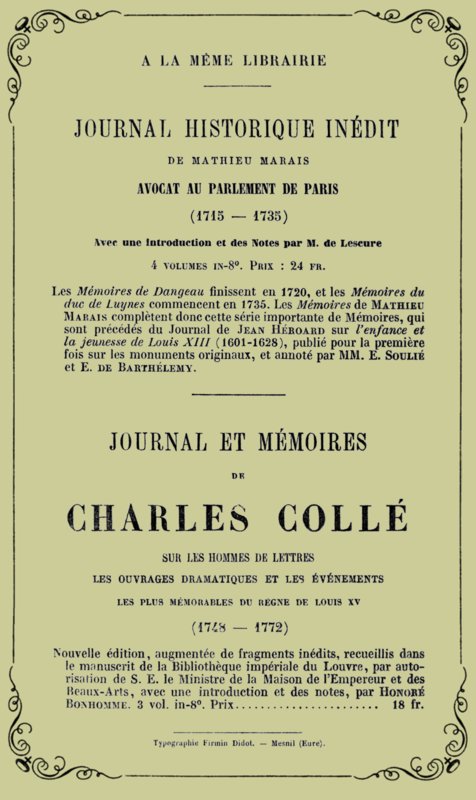 A LA MÊME LIBRAIRIE
JOURNAL HISTORIQUE INÉDIT
DE MATHIEU MARAIS
AVOCAT AU PARLEMENT DE PARIS
(1715 — 1735)
Avec une Introduction et des Notes par M. de Lescure
4 VOLUMES IN-8º. PRIX : 24 FR.
Les Mémoires de Dangeau finissent en 1720, et les Mémoires du
duc de Luynes commencent en 1735. Les Mémoires de MATHIEU
MARAIS complètent donc cette série importante de Mémoires, qui
sont précédés du Journal de JEAN HÉROARD sur l'enfance et
la jeunesse de Louis XIII (1601-1628), publié pour la première
fois sur les monuments originaux, et annoté par MM. E. SOULIÉ
et E. DE BARTHÉLEMY.
JOURNAL ET MÉMOIRES
DE
CHARLES COLLÉ
SUR LES HOMMES DE LETTRES
LES OUVRAGES DRAMATIQUES ET LES ÉVÉNEMENTS
LES PLUS MÉMORABLES DU RÈGNE DE LOUIS XV
(1748 — 1772)
Nouvelle édition, augmentée de fragments inédits, recueillis dans
le manuscrit de la Bibliothèque impériale du Louvre, par auto-
risation de S. E. le Ministre de la Maison de l'Empereur et des
Beaux-Arts, avec une introduction et des notes, par HONORÉ
BONHOMME. 3 vol. in-8º. Prix...................... 18 fr.
Typographie Firmin Didot. — Mesnil (Eure).